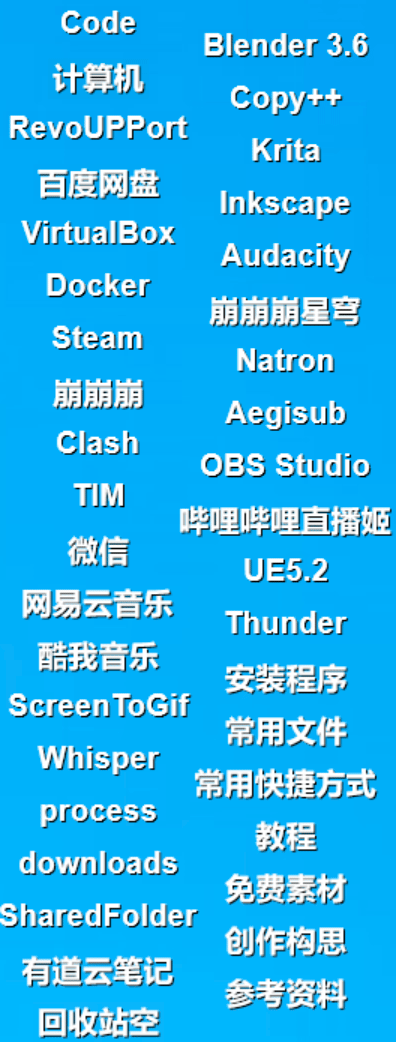 Code
计算机
RevoUPPort
百度网盘
VirtualBox
Docker
Steam
崩崩崩
Clash
TIM
微信
网易云音乐
酷我音乐
ScreenToGif
Whisper
process
downloads
SharedFolder
有道云笔记
回收站空
Blender 3.6
Copy++
Krita
Inkscape
Audacity
崩崩崩星穹
Natron
Aegisub
OBS Studio
哔哩哔哩直播姬
UE5.2
Thunder
安装程序
常用文件
常用快捷方式
教程
免费素材
创作构思
参考资料